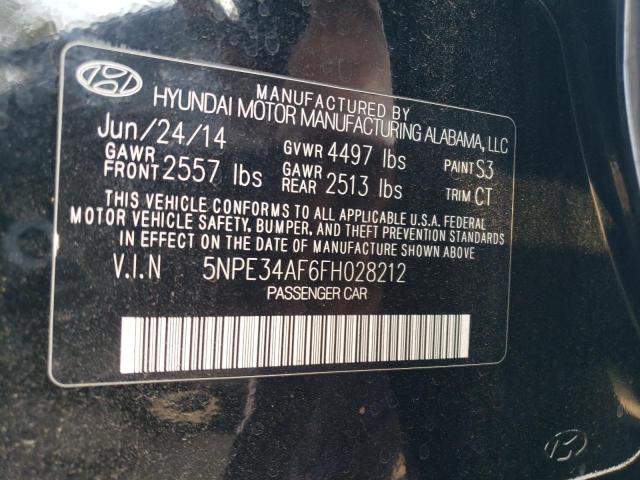 MANUFACTURED BY
HYUNDAI MOTOR MANUFACTURING ALABAMA, LLC
Jun/24/14 GVWR 4497 lbs PAINT S3
GAWR FRONT 2557 lbs GAWR REAR 2513 lbs TRIM CT
THIS VEHICLE CONFORMS TO ALL APPLICABLE U.S.A. FEDERAL
MOTOR VEHICLE SAFETY, BUMPER, AND THEFT PREVENTION
STANDARDS IN EFFECT ON THE DATE OF MANUFACTURE SHOWN ABOVE.
V.I.N 5NPE34AF6FH028212
PASSENGER CAR